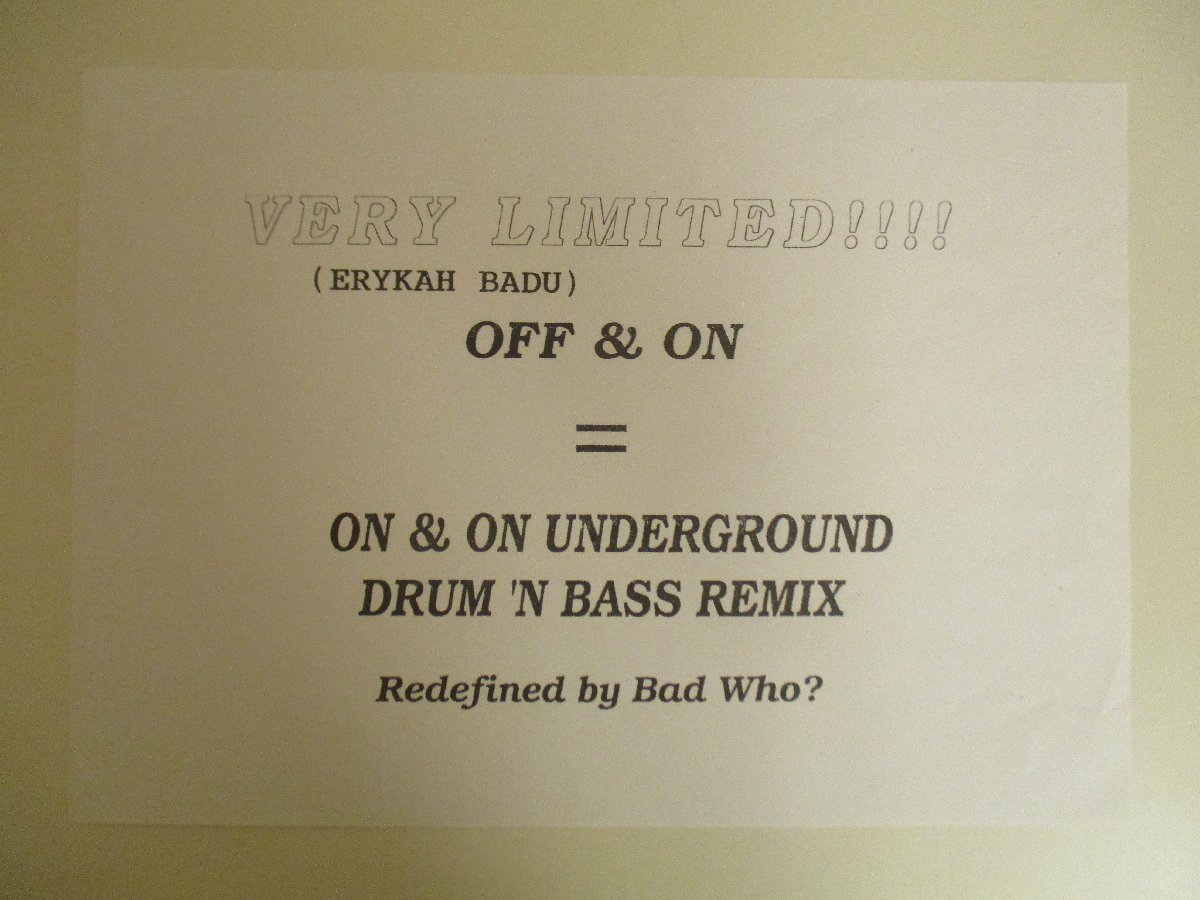 VERY LIMITED!!!!
(ERYKAH BADU)
OFF & ON
=
ON & ON UNDERGROUND
DRUM 'N BASS REMIX
Redefined by Bad Who?